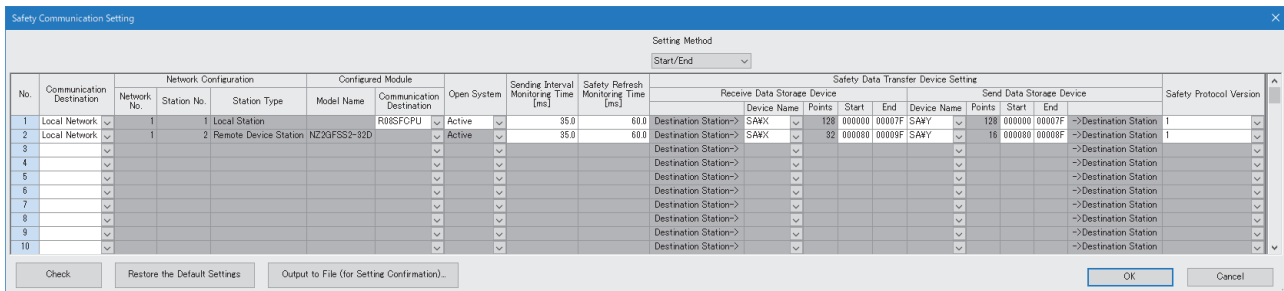 Safety Communication Setting
Setting Method
Start/End
No. Communication Destination Network Configuration Configured Module Open System Sending Interval Monitoring Time [ms] Safety Refresh Monitoring Time [ms] Safety Data Transfer Device Setting Safety Protocol Version
Network No. Station No. Station Type Model Name Communication Destination Receive Data Storage Device Send Data Storage Device
Device Name Points Start End Device Name Points Start End
1 Local Network 1 1 Local Station R08SFCPU Active 35.0 60.0 Destination Station-> SA¥X 128 000000 00007F SA¥Y 128 000000 00007F ->Destination Station 1
2 Local Network 1 2 Remote Device Station NZ2GFSS2-32D Active 35.0 60.0 Destination Station-> SA¥X 32 000080 00009F SA¥Y 16 000080 00008F ->Destination Station 1
3 Destination Station-> ->Destination Station
4 Destination Station-> ->Destination Station
5 Destination Station-> ->Destination Station
6 Destination Station-> ->Destination Station
7 Destination Station-> ->Destination Station
8 Destination Station-> ->Destination Station
9 Destination Station-> ->Destination Station
10 Destination Station-> ->Destination Station
Check Restore the Default Settings Output to File (for Setting Confirmation)... OK Cancel